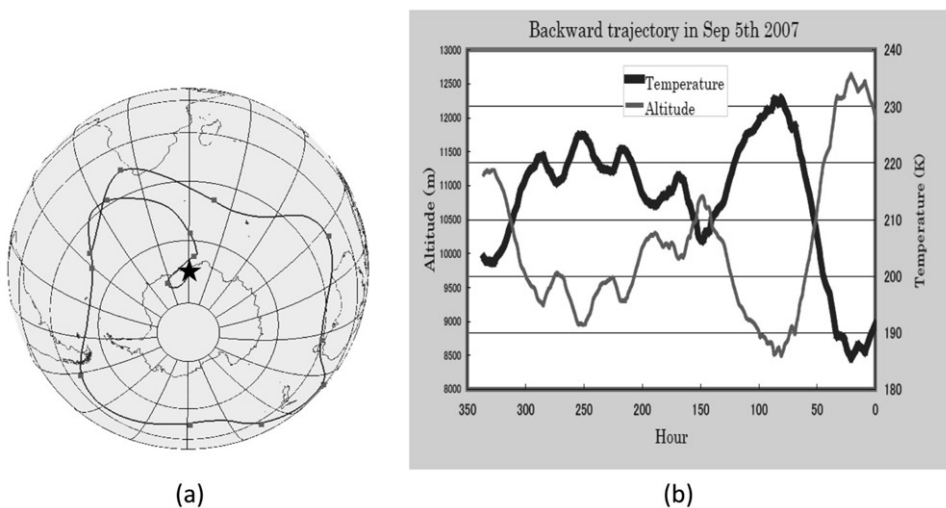 Backward trajectory in Sep 5th 2007
13000
12500
12000
11500
11000
10500
10000
9500
9000
8500
8000
Altitude (m)
Temperature
Altitude
240
230
220
210
200
190
180
Temperature (K)
350 300 250 200 150 100 50 0
Hour
(a) (b)